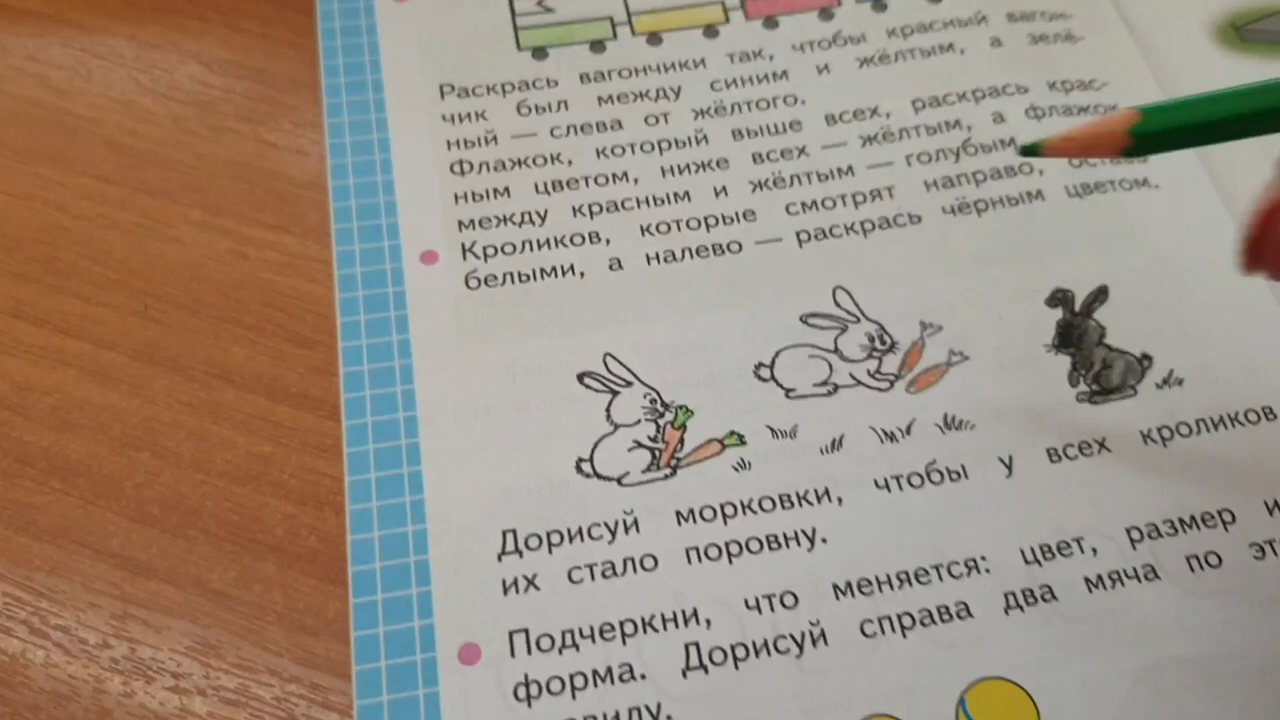 Раскрась вагончики так, чтобы красный вагон-
чик был между синим и жёлтым, а зелё-
ный — слева от жёлтого.
Флажок, который выше всех, раскрась крас-
ным цветом, ниже всех — жёлтым, а флажок
между красным и жёлтым — голубым.
Кроликов, которые смотрят направо, оставь
белыми, а налево — раскрась чёрным цветом.
Дорисуй морковки, чтобы у всех кроликов
их стало поровну.
Подчеркни, что меняется: цвет, размер и
форма. Дорисуй справа два мяча по эт